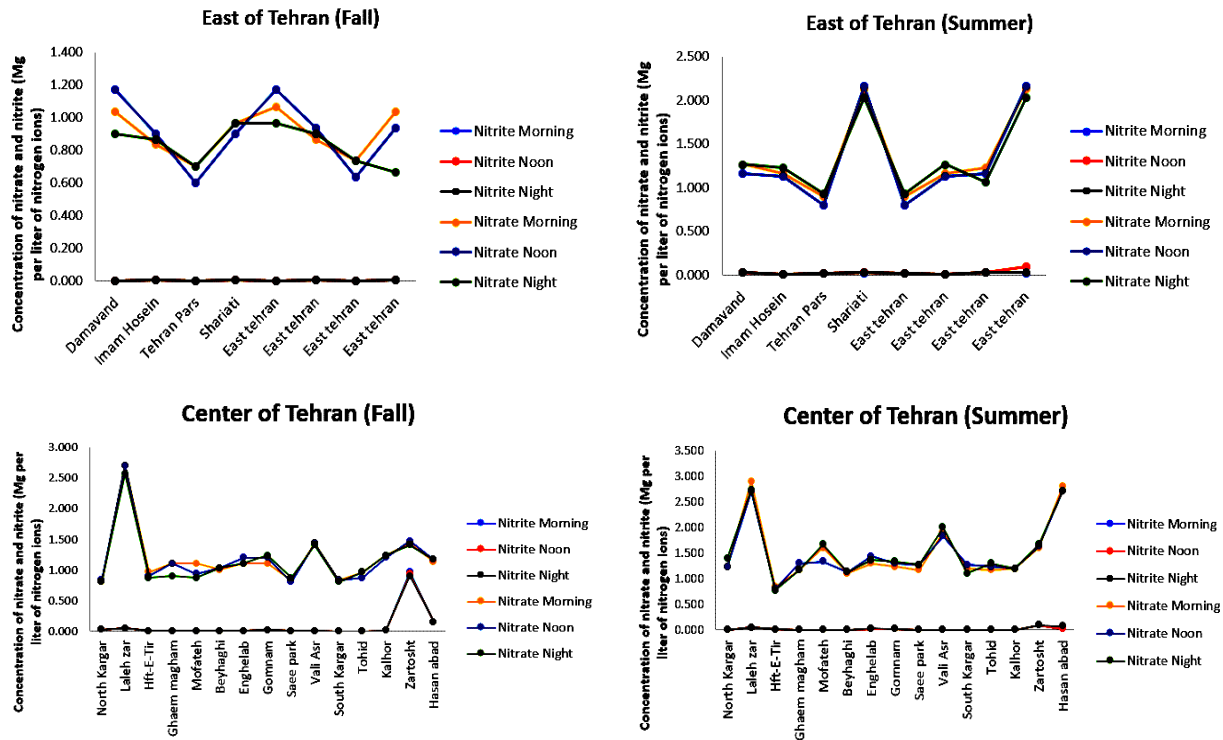 East of Tehran (Fall)
Concentration of nitrate and nitrite (Mg
per liter of nitrogen ions)
1.400
1.200
1.000
0.800
0.600
0.400
0.200
0.000
Damavand
Imam Hosein
Tehran Pars
Shariati
East tehran
East tehran
East tehran
East tehran
Nitrite Morning
Nitrite Noon
Nitrite Night
Nitrate Morning
Nitrate Noon
Nitrate Night
East of Tehran (Summer)
Concentration of nitrate and nitrite (Mg
per liter of nitrogen ions)
2.500
2.000
1.500
1.000
0.500
0.000
Damavand
Imam Hosein
Tehran Pars
Shariati
East tehran
East tehran
East tehran
East tehran
Nitrite Morning
Nitrite Noon
Nitrite Night
Nitrate Morning
Nitrate Noon
Nitrate Night
Center of Tehran (Fall)
Concentration of nitrate and nitrite (Mg per
liter of nitrogen ions)
3.000
2.500
2.000
1.500
1.000
0.500
0.000
North Kargar
Laleh zar
Hft-E-Tir
Ghaem magham
Mofateh
Beyhaghi
Enghelab
Gomnam
Saee park
Vali Asr
South Kargar
Tohid
Kalhor
Zartosht
Hasan abad
Nitrite Morning
Nitrite Noon
Nitrite Night
Nitrate Morning
Nitrate Noon
Nitrate Night
Center of Tehran (Summer)
Concentration of nitrate and nitrite (Mg per
liter of nitrogen ions)
3.500
3.000
2.500
2.000
1.500
1.000
0.500
0.000
North Kargar
Laleh zar
Hft-E-Tir
Ghaem magham
Mofateh
Beyhaghi
Enghelab
Gomnam
Saee park
Vali Asr
South Kargar
Tohid
Kalhor
Zartosht
Hasan abad
Nitrite Morning
Nitrite Noon
Nitrite Night
Nitrate Morning
Nitrate Noon
Nitrate Night